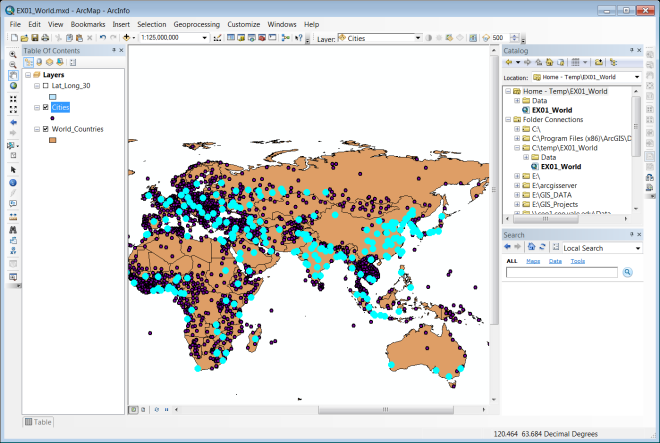 EX01_World.mxd - ArcMap - ArcInfo
File Edit View Bookmarks Insert Selection Geoprocessing Customize Windows Help
1:125,000,000
Layer: Cities
500
Table Of Contents
Layers
Lat_Long_30
Cities
World_Countries
Table
Catalog
Location: Home - Temp\EX01_World
Home - Temp\EX01_World
Data
EX01_World
Folder Connections
C:\
C:\Program Files (x86)\ArcGIS\D
C:\temp\EX01_World
Data
EX01_World
E:\
E:\arcgisserver
E:\GIS_DATA
E:\GIS_Projects
Search
Local Search
ALL Maps Data Tools
120.464 63.684 Decimal Degrees